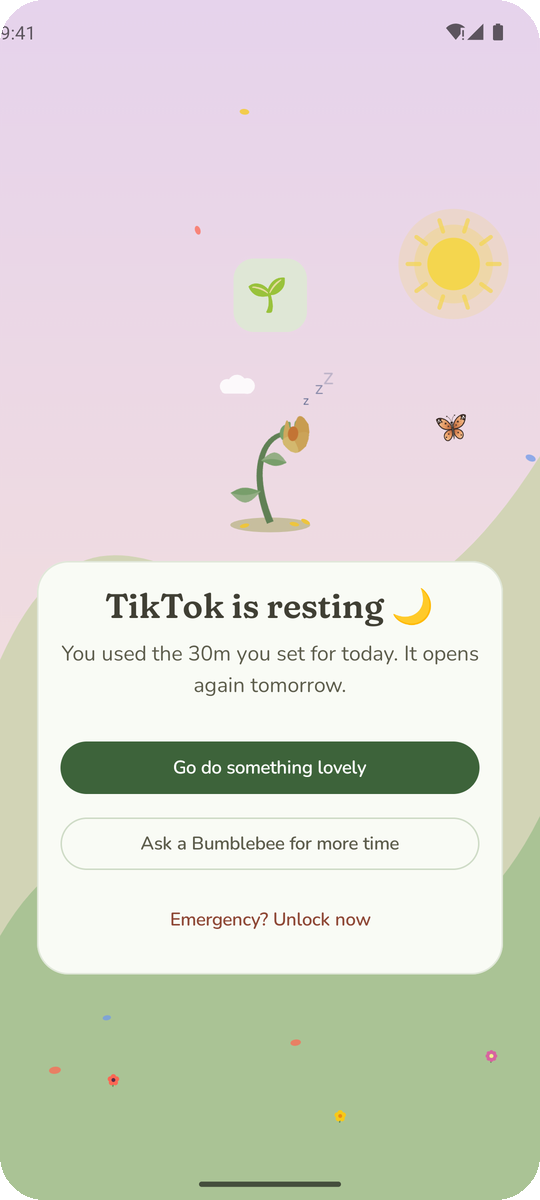 9:41
z z z
TikTok is resting 🌙
You used the 30m you set for today. It opens
again tomorrow.
Go do something lovely
Ask a Bumblebee for more time
Emergency? Unlock now